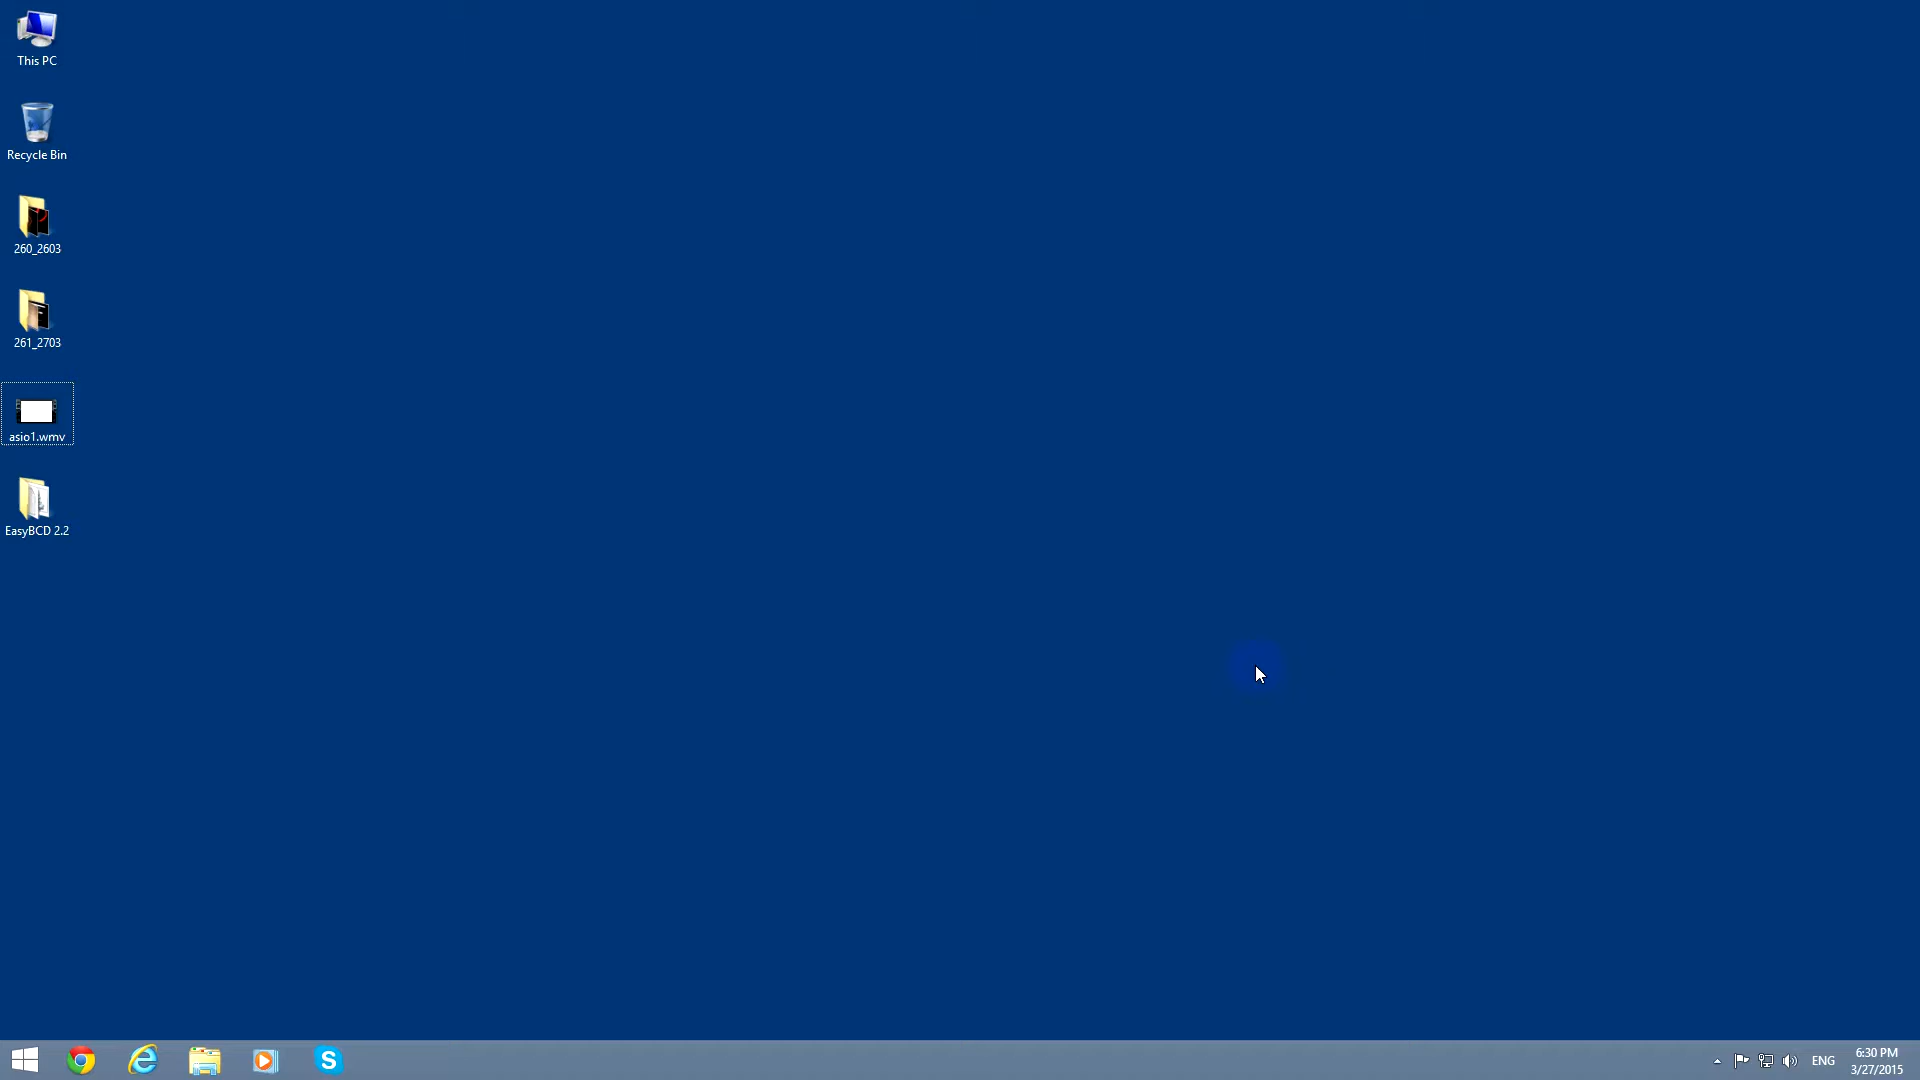 This PC
Recycle Bin
260_2603
261_2703
asio1.wmv
EasyBCD 2.2
ENG
6:30 PM
3/27/2015